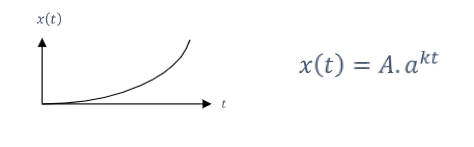 x(t)
t
x(t) = A. a^{kt}